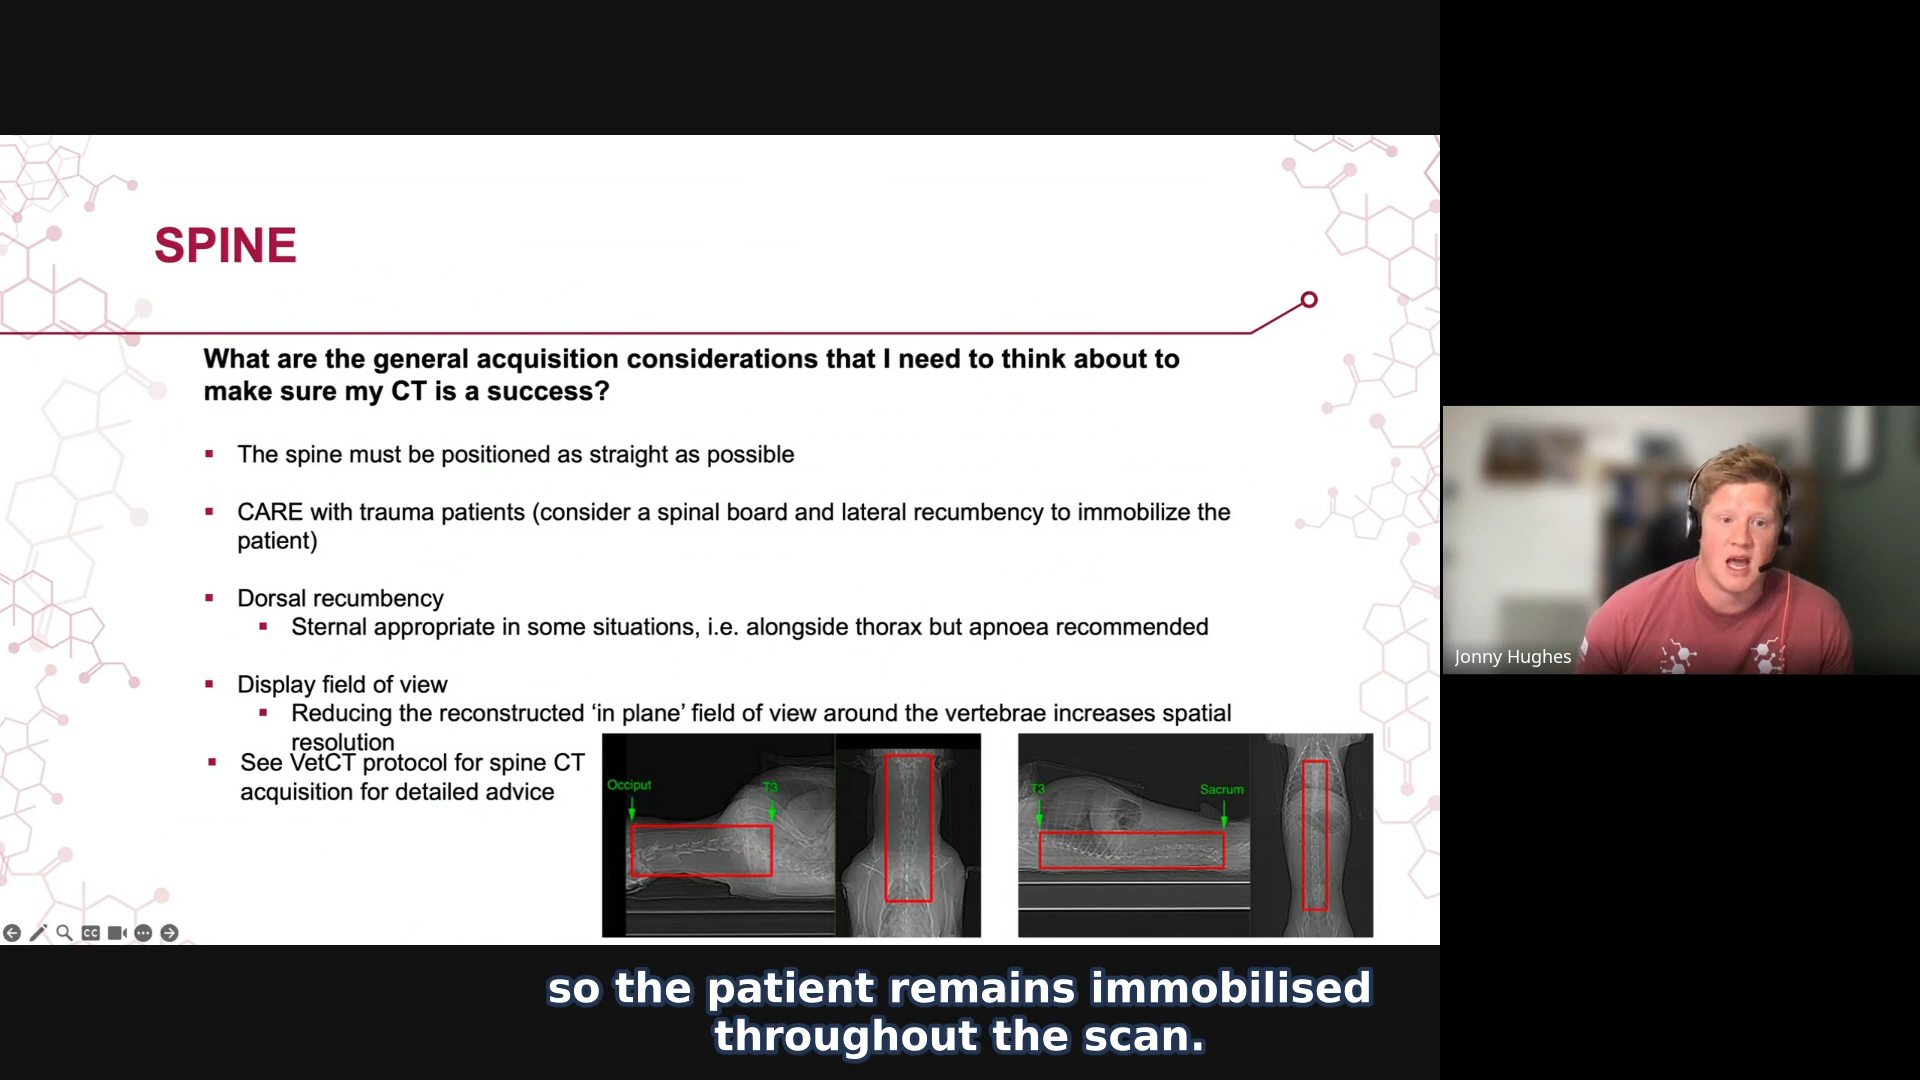 SPINE
What are the general acquisition considerations that I need to think about to
make sure my CT is a success?
▪ The spine must be positioned as straight as possible
▪ CARE with trauma patients (consider a spinal board and lateral recumbency to immobilize the
patient)
▪ Dorsal recumbency
▪ Sternal appropriate in some situations, i.e. alongside thorax but apnoea recommended
▪ Display field of view
▪ Reducing the reconstructed ‘in plane’ field of view around the vertebrae increases spatial
resolution
▪ See VetCT protocol for spine CT
acquisition for detailed advice
Occiput
T3
T3
Sacrum
Jonny Hughes
CC
so the patient remains immobilised
throughout the scan.